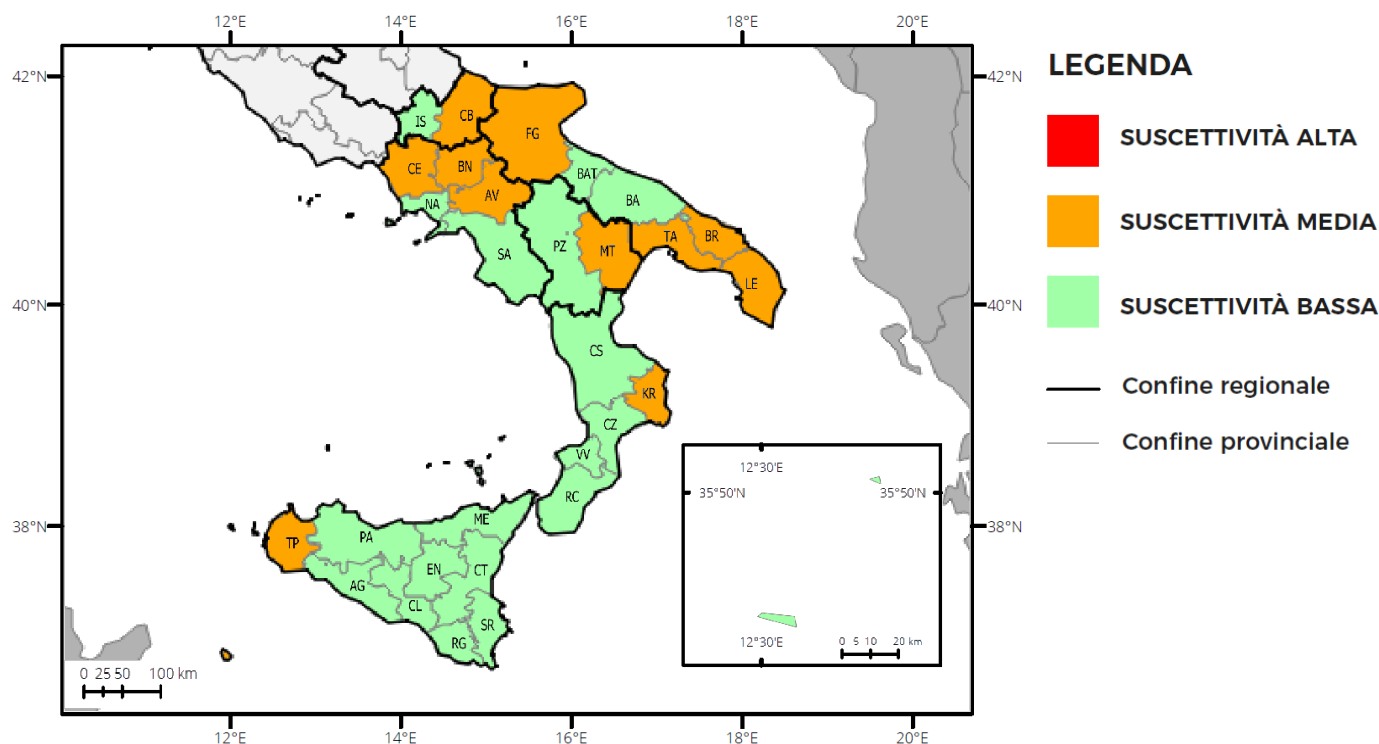 12°E 14°E 16°E 18°E 20°E
42°N 42°N
LEGENDA
SUSCETTIVITÀ ALTA
SUSCETTIVITÀ MEDIA
SUSCETTIVITÀ BASSA
Confine regionale
Confine provinciale
IS CB FG
CE BN BAT
AV
NA BA
SA PZ MT TA BR
LE
40°N 40°N
CS
KR
CZ
VV
RC
38°N 38°N
ME
TP PA
EN CT
AG
CL
SR
RG
12°30'E
35°50'N 35°50'N
12°30'E
0 5 10 20 km
0 25 50 100 km
12°E 14°E 16°E 18°E 20°E